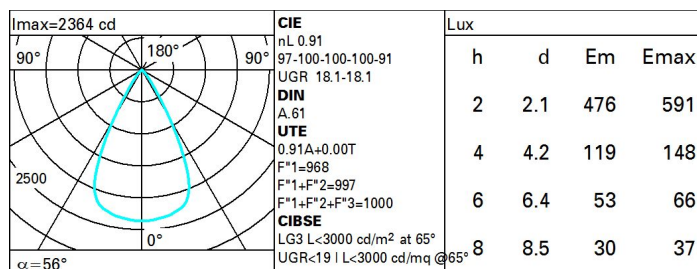 Imax=2364 cd
90° 180° 90°
2500
0°
α=56°
CIE
nL 0.91
97-100-100-100-91
UGR 18.1-18.1
DIN
A.61
UTE
0.91A+0.00T
F"1=968
F"1+F"2=997
F"1+F"2+F"3=1000
CIBSE
LG3 L<3000 cd/m² at 65°
UGR<19 | L<3000 cd/mq @65°
Lux
h d Em Emax
2 2.1 476 591
4 4.2 119 148
6 6.4 53 66
8 8.5 30 37